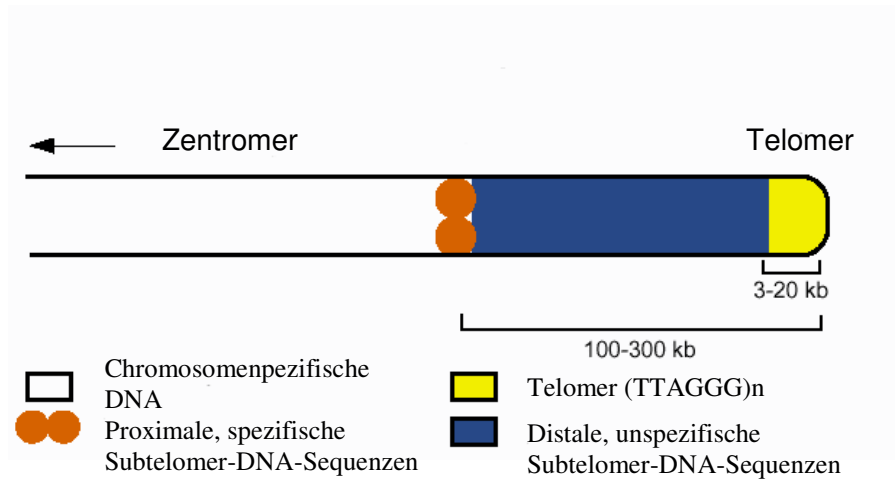 Zentromer
Telomer
3-20 kb
100-300 kb
Chromosomenpezifische
DNA
Proximale, spezifische
Subtelomer-DNA-Sequenzen
Telomer (TTAGGG)n
Distale, unspezifische
Subtelomer-DNA-Sequenzen